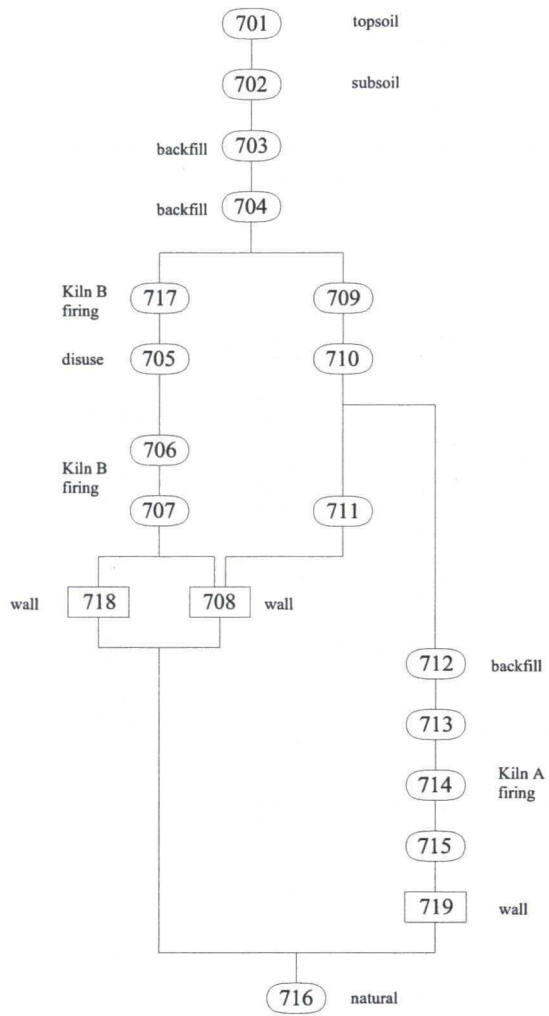 701 topsoil
702 subsoil
backfill 703
backfill 704
Kiln B
firing
717 709
disuse 705 710
706
Kiln B
firing
707 711
wall 718 708 wall
712 backfill
713
Kiln A
firing
714
715
719 wall
716 natural